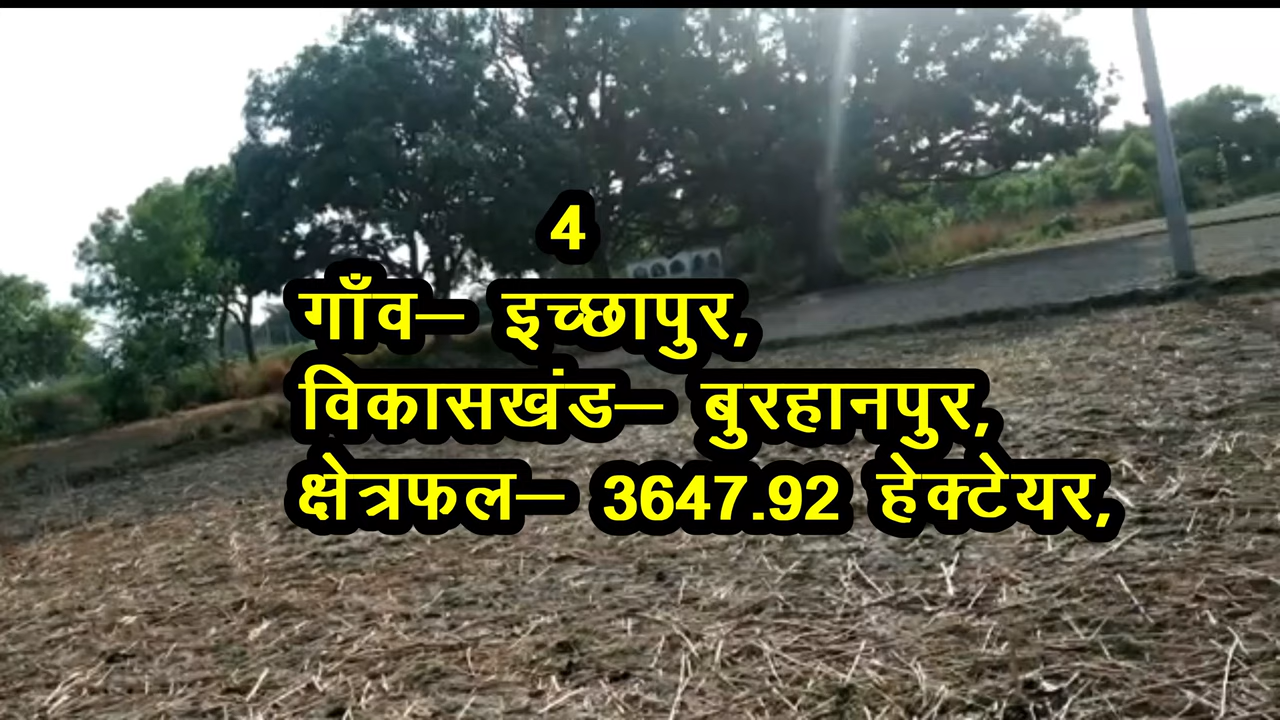 4
गाँव– इच्छापुर,
विकासखंड– बुरहानपुर,
क्षेत्रफल– 3647.92 हेक्टेयर,